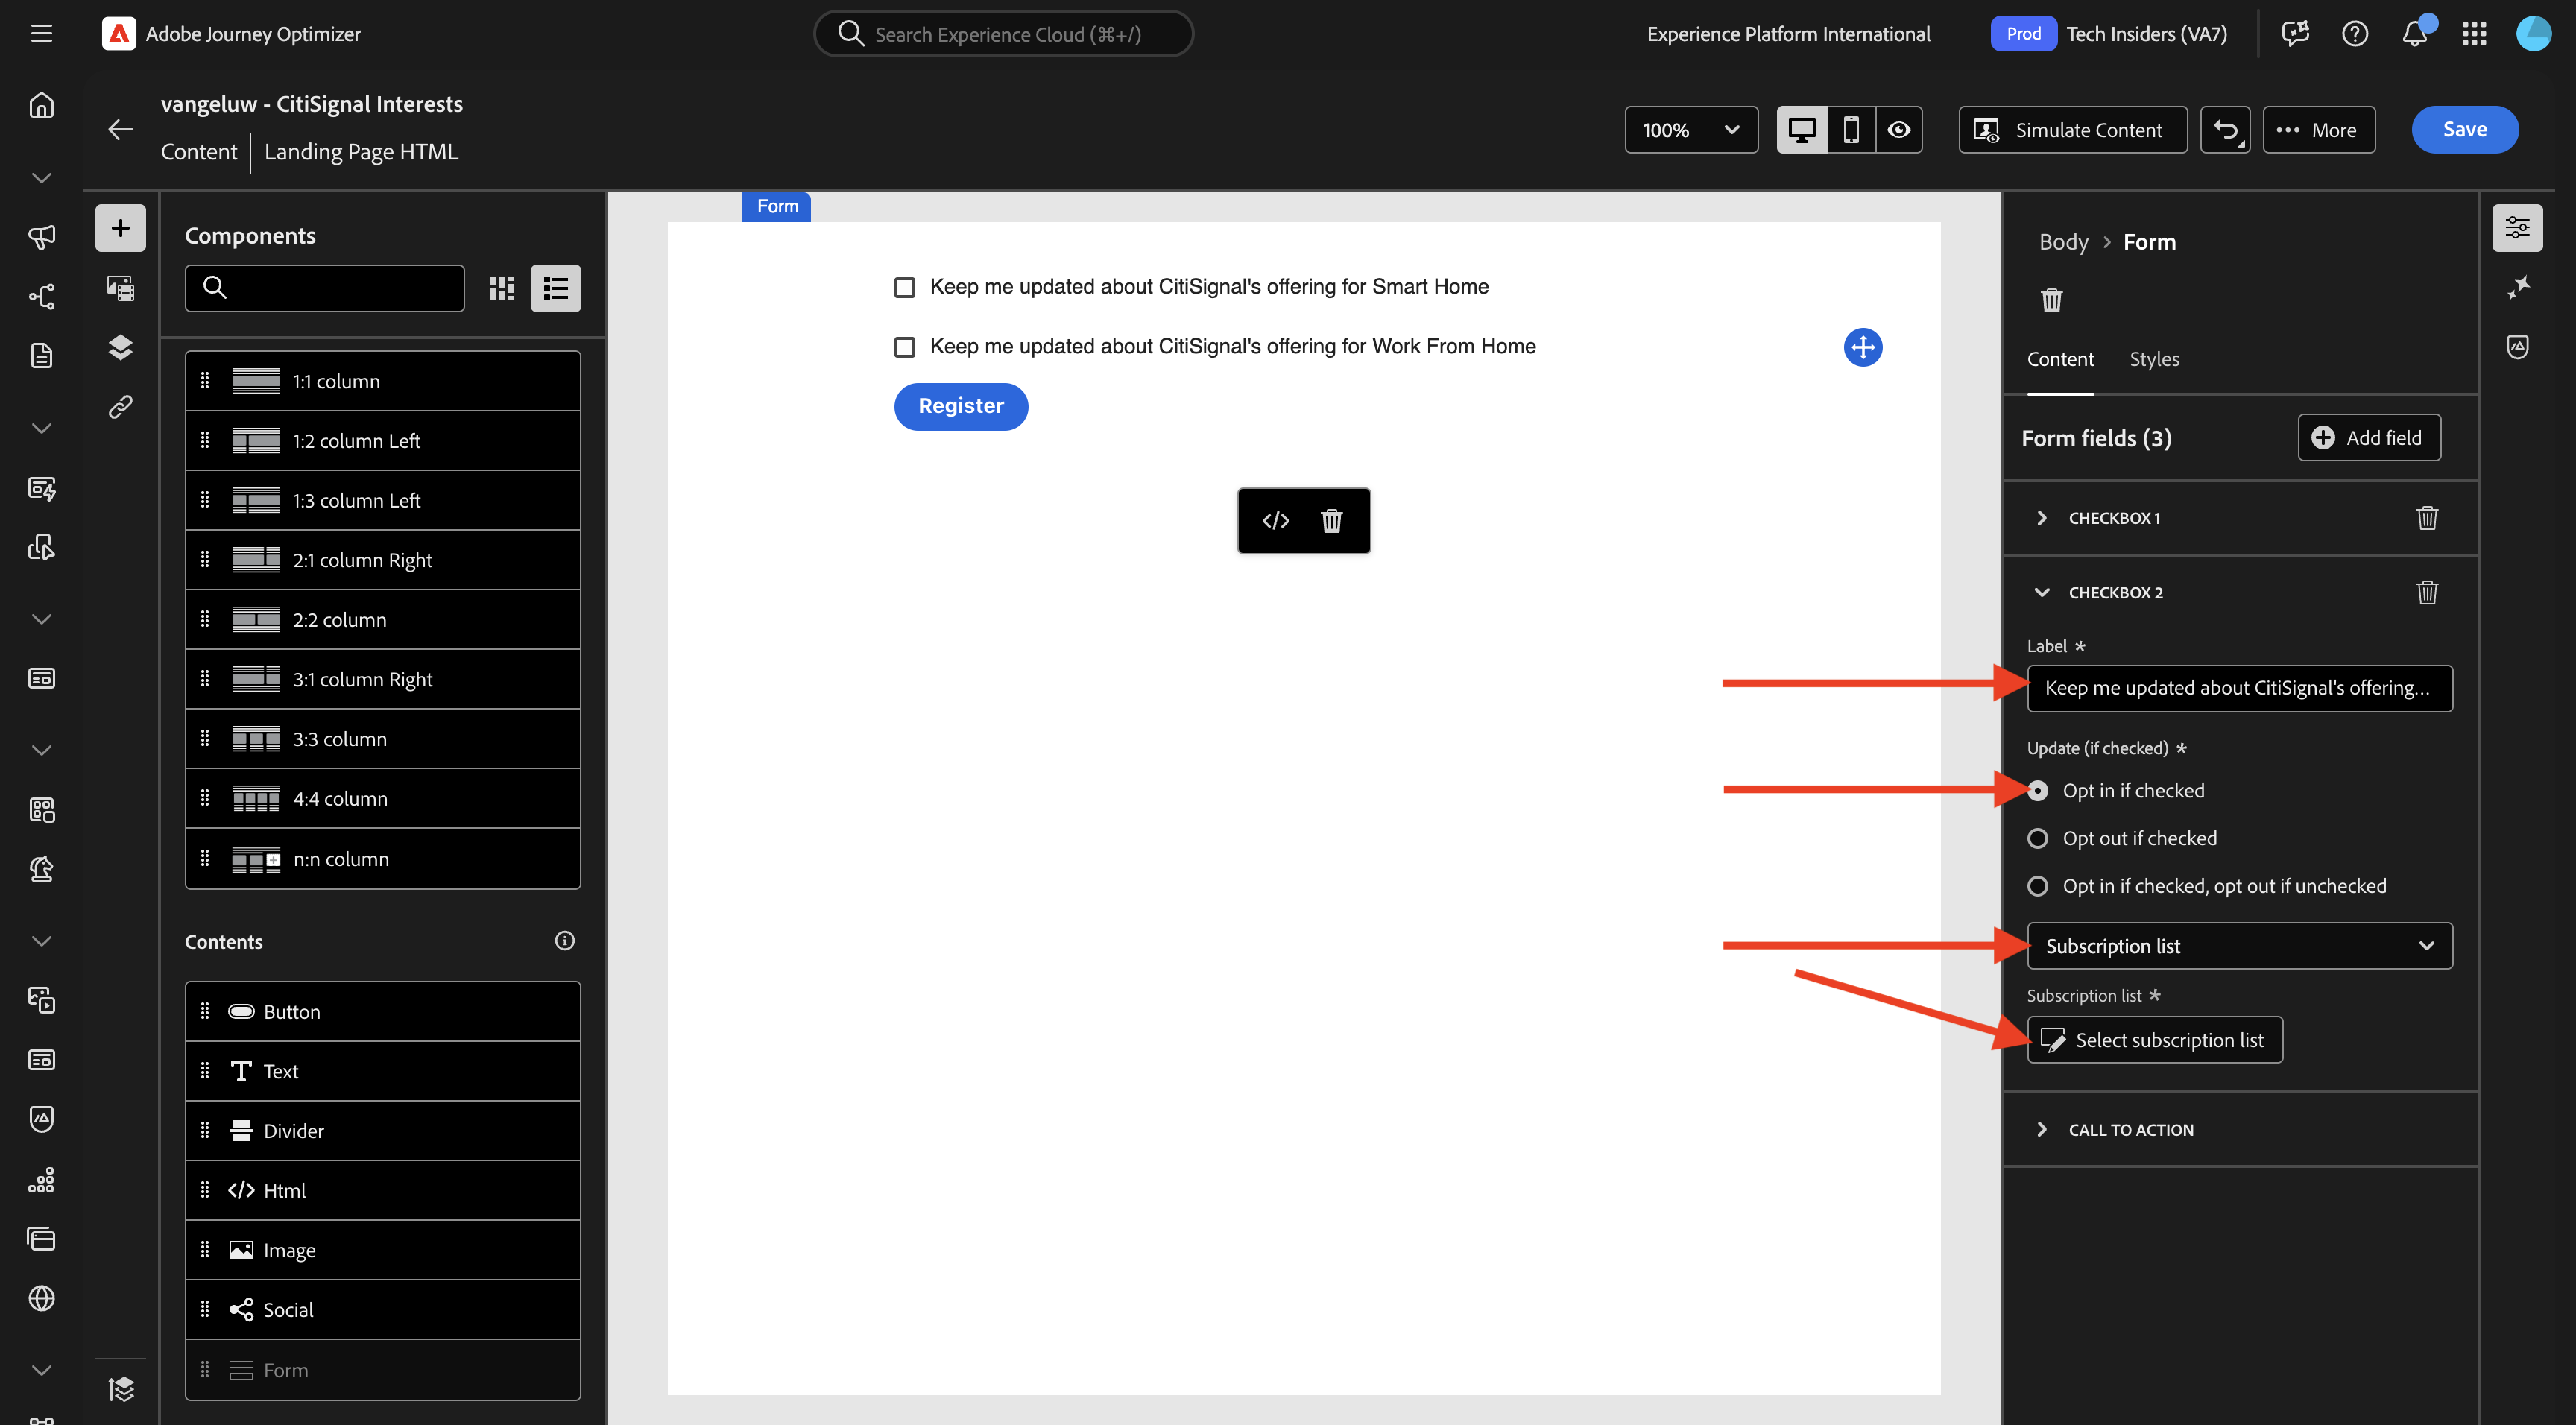 Adobe Journey Optimizer
Search Experience Cloud (⌘+/)
Experience Platform International
Prod
Tech Insiders (VA7)
vangeluw - CitiSignal Interests
Content
Landing Page HTML
100%
Simulate Content
More
Save
Components
1:1 column
1:2 column Left
1:3 column Left
2:1 column Right
2:2 column
3:1 column Right
3:3 column
4:4 column
n:n column
Contents
Button
Text
Divider
Html
Image
Social
Form
Form
Keep me updated about CitiSignal's offering for Smart Home
Keep me updated about CitiSignal's offering for Work From Home
Register
Body > Form
Content
Styles
Form fields (3)
Add field
CHECKBOX 1
CHECKBOX 2
Label *
Keep me updated about CitiSignal's offering...
Update (if checked) *
Opt in if checked
Opt out if checked
Opt in if checked, opt out if unchecked
Subscription list
Subscription list *
Select subscription list
CALL TO ACTION